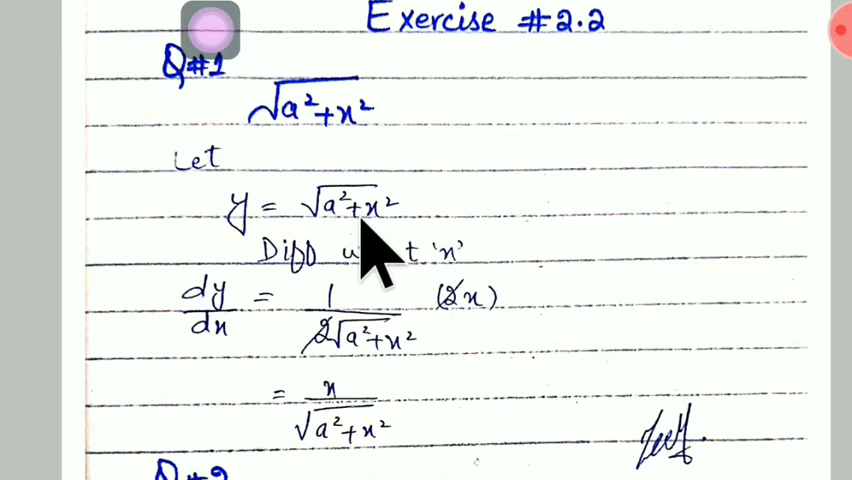 Exercise #2.2
Q#1
√a²+x²
Let
y = √a²+x²
Diff w t 'x'
dy/dx = 1/2√a²+x² (2x)
= x/√a²+x²
Q#2